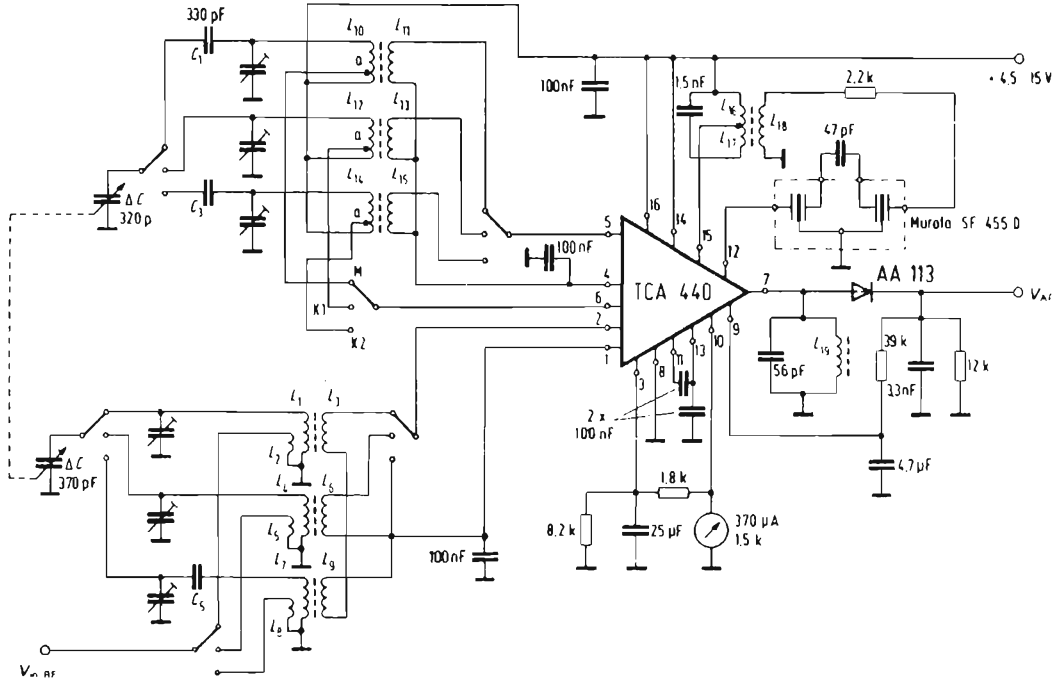 330 pF
L10
L11
C1
a
L12
L13
a
L14
L15
a
ΔC
320 p
C3
M
K1
K2
100 nF
100 nF
1,5 nF
L16
L17
L18
2,2 k
47 pF
+4,5 15 V
Murata SF 455 D
16
14
15
12
5
4
6
2
1
TCA 440
7
9
10
13
11
8
3
AA 113
VAF
56 pF
L19
39 k
3,3 nF
12 k
4,7 µF
2 x
100 nF
1,8 k
8,2 k
25 µF
370 µA
1,5 k
L1
L3
L2
L4
L6
L5
L7
L9
L8
ΔC
370 pF
C5
100 nF
Vin RF